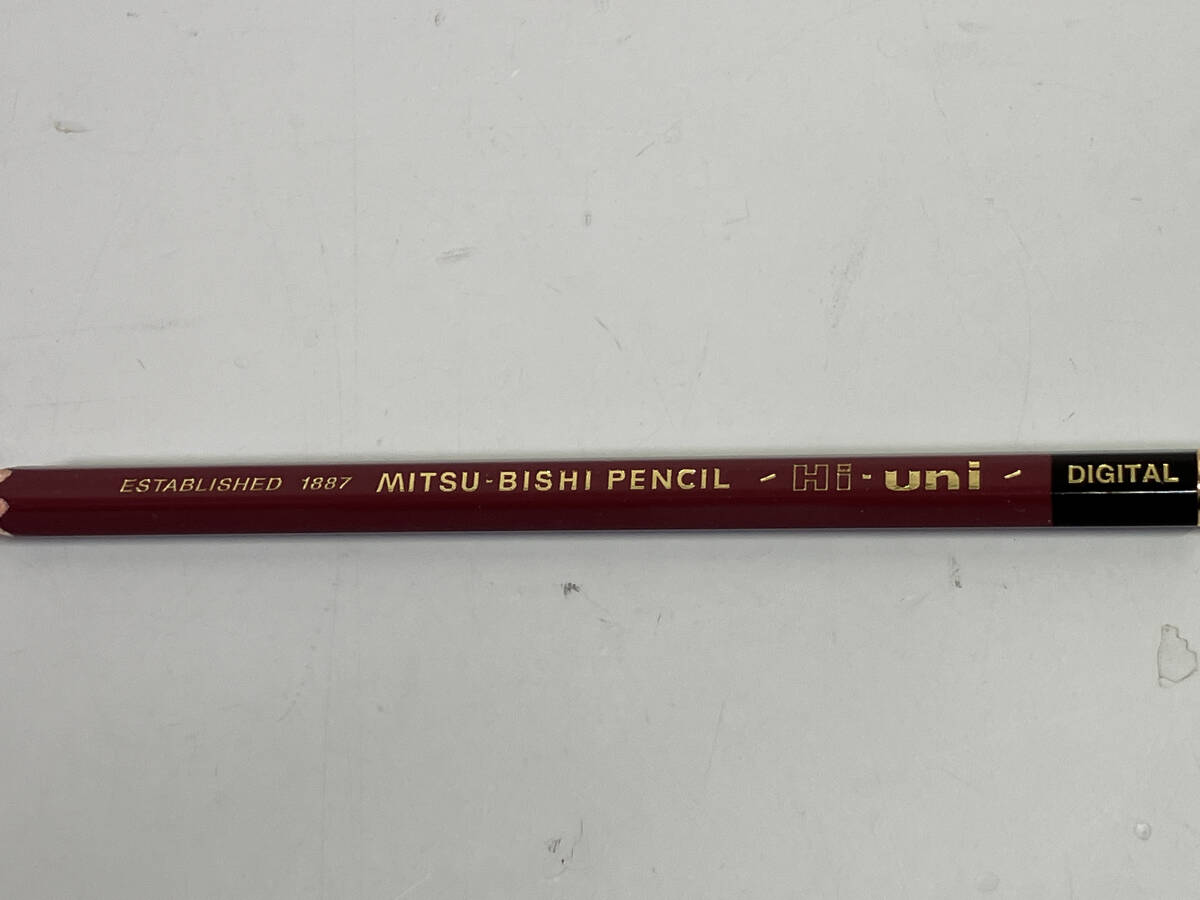 ESTABLISHED 1887 MITSU-BISHI PENCIL - Hi-uni - DIGITAL